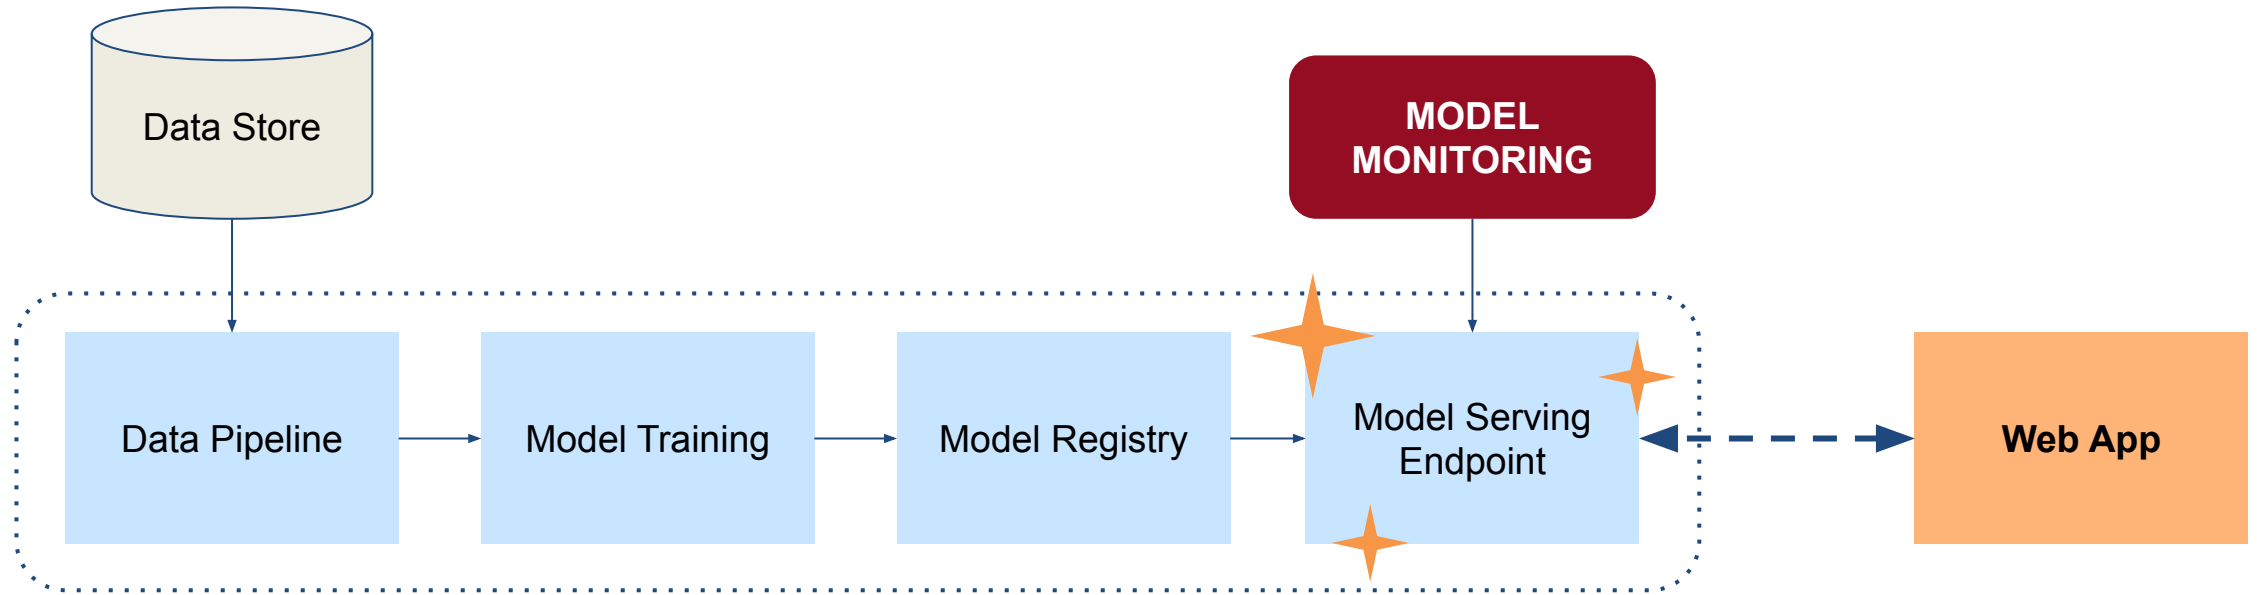 Data Store
MODEL
MONITORING
Data Pipeline
Model Training
Model Registry
Model Serving
Endpoint
Web App